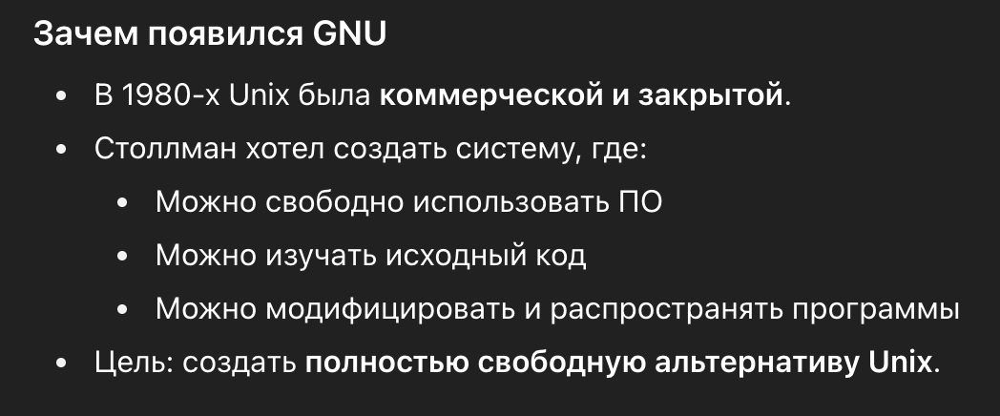 Зачем появился GNU
• В 1980-х Unix была коммерческой и закрытой.
• Столлман хотел создать систему, где:
• Можно свободно использовать ПО
• Можно изучать исходный код
• Можно модифицировать и распространять программы
• Цель: создать полностью свободную альтернативу Unix.